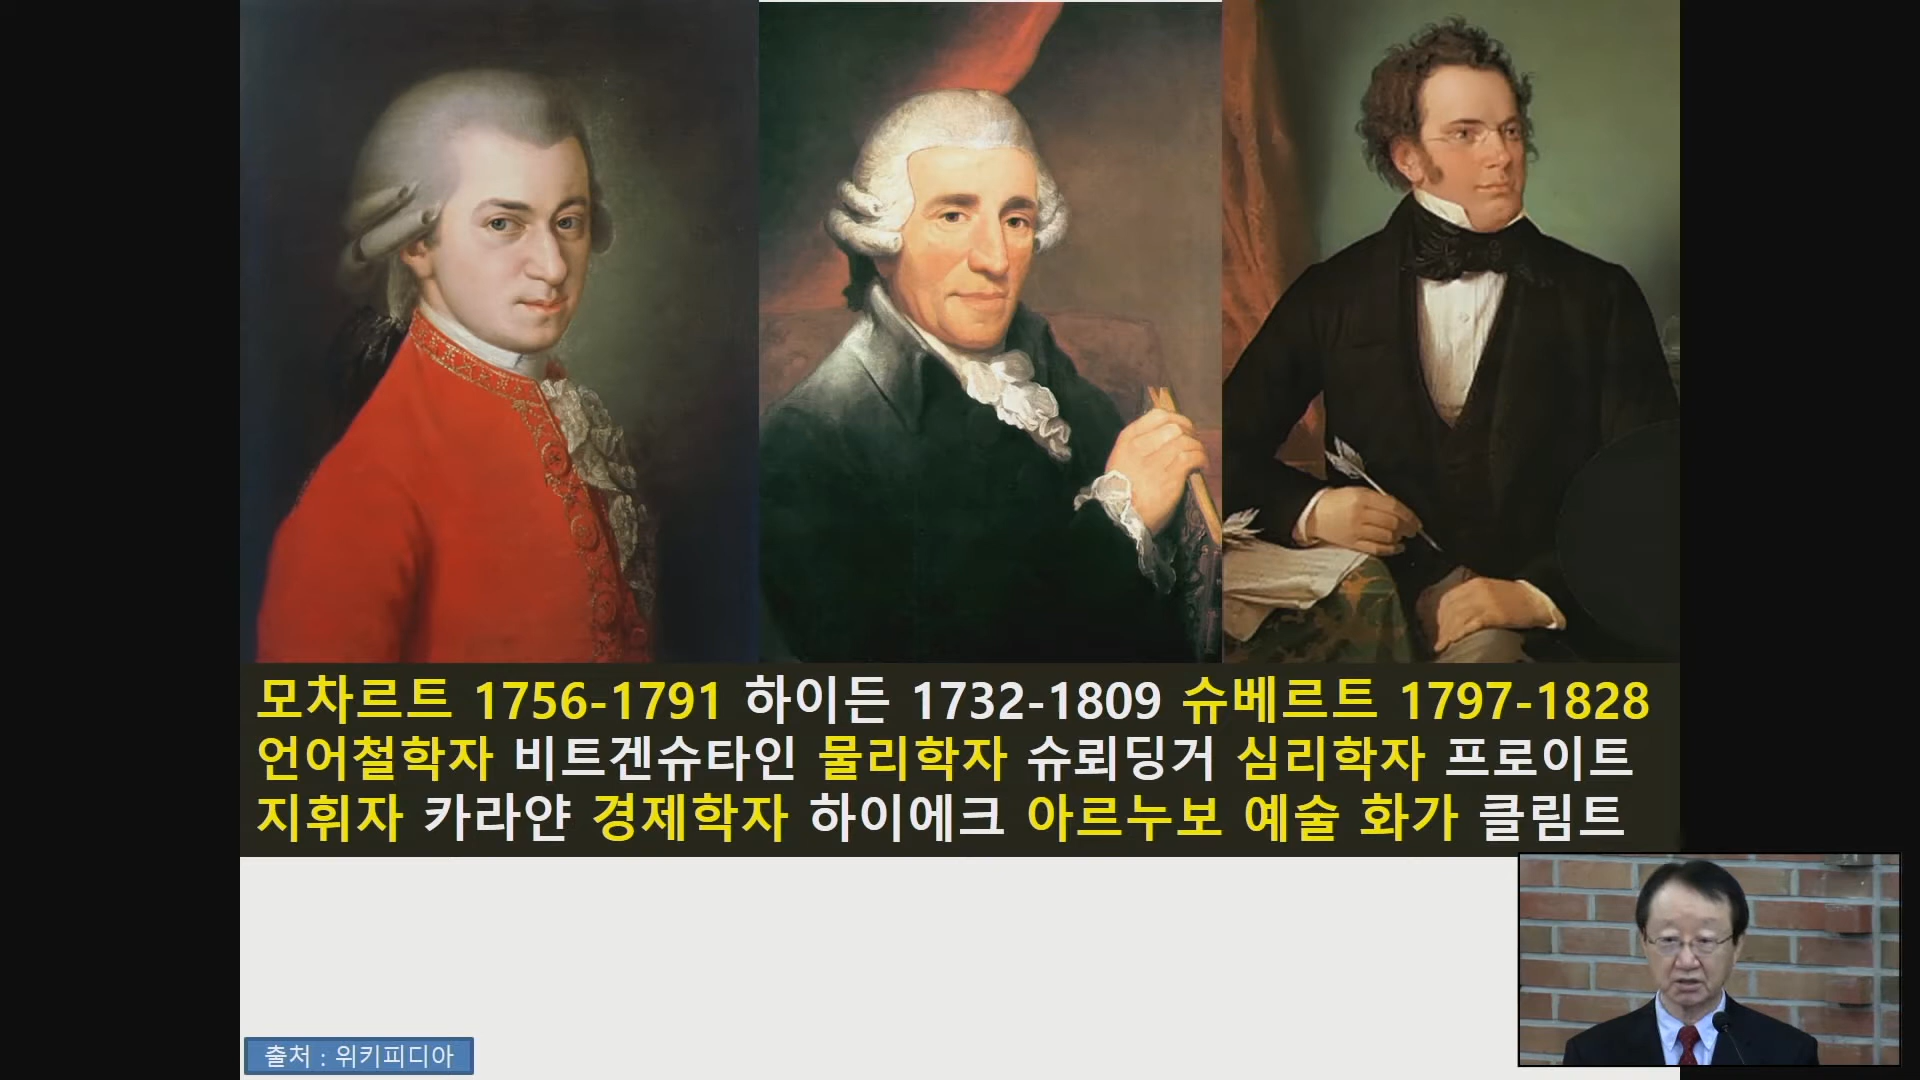 모차르트 1756-1791 하이든 1732-1809 슈베르트 1797-1828
언어철학자 비트겐슈타인 물리학자 슈뢰딩거 심리학자 프로이트
지휘자 카라얀 경제학자 하이에크 아르누보 예술 화가 클림트
출처 : 위키피디아